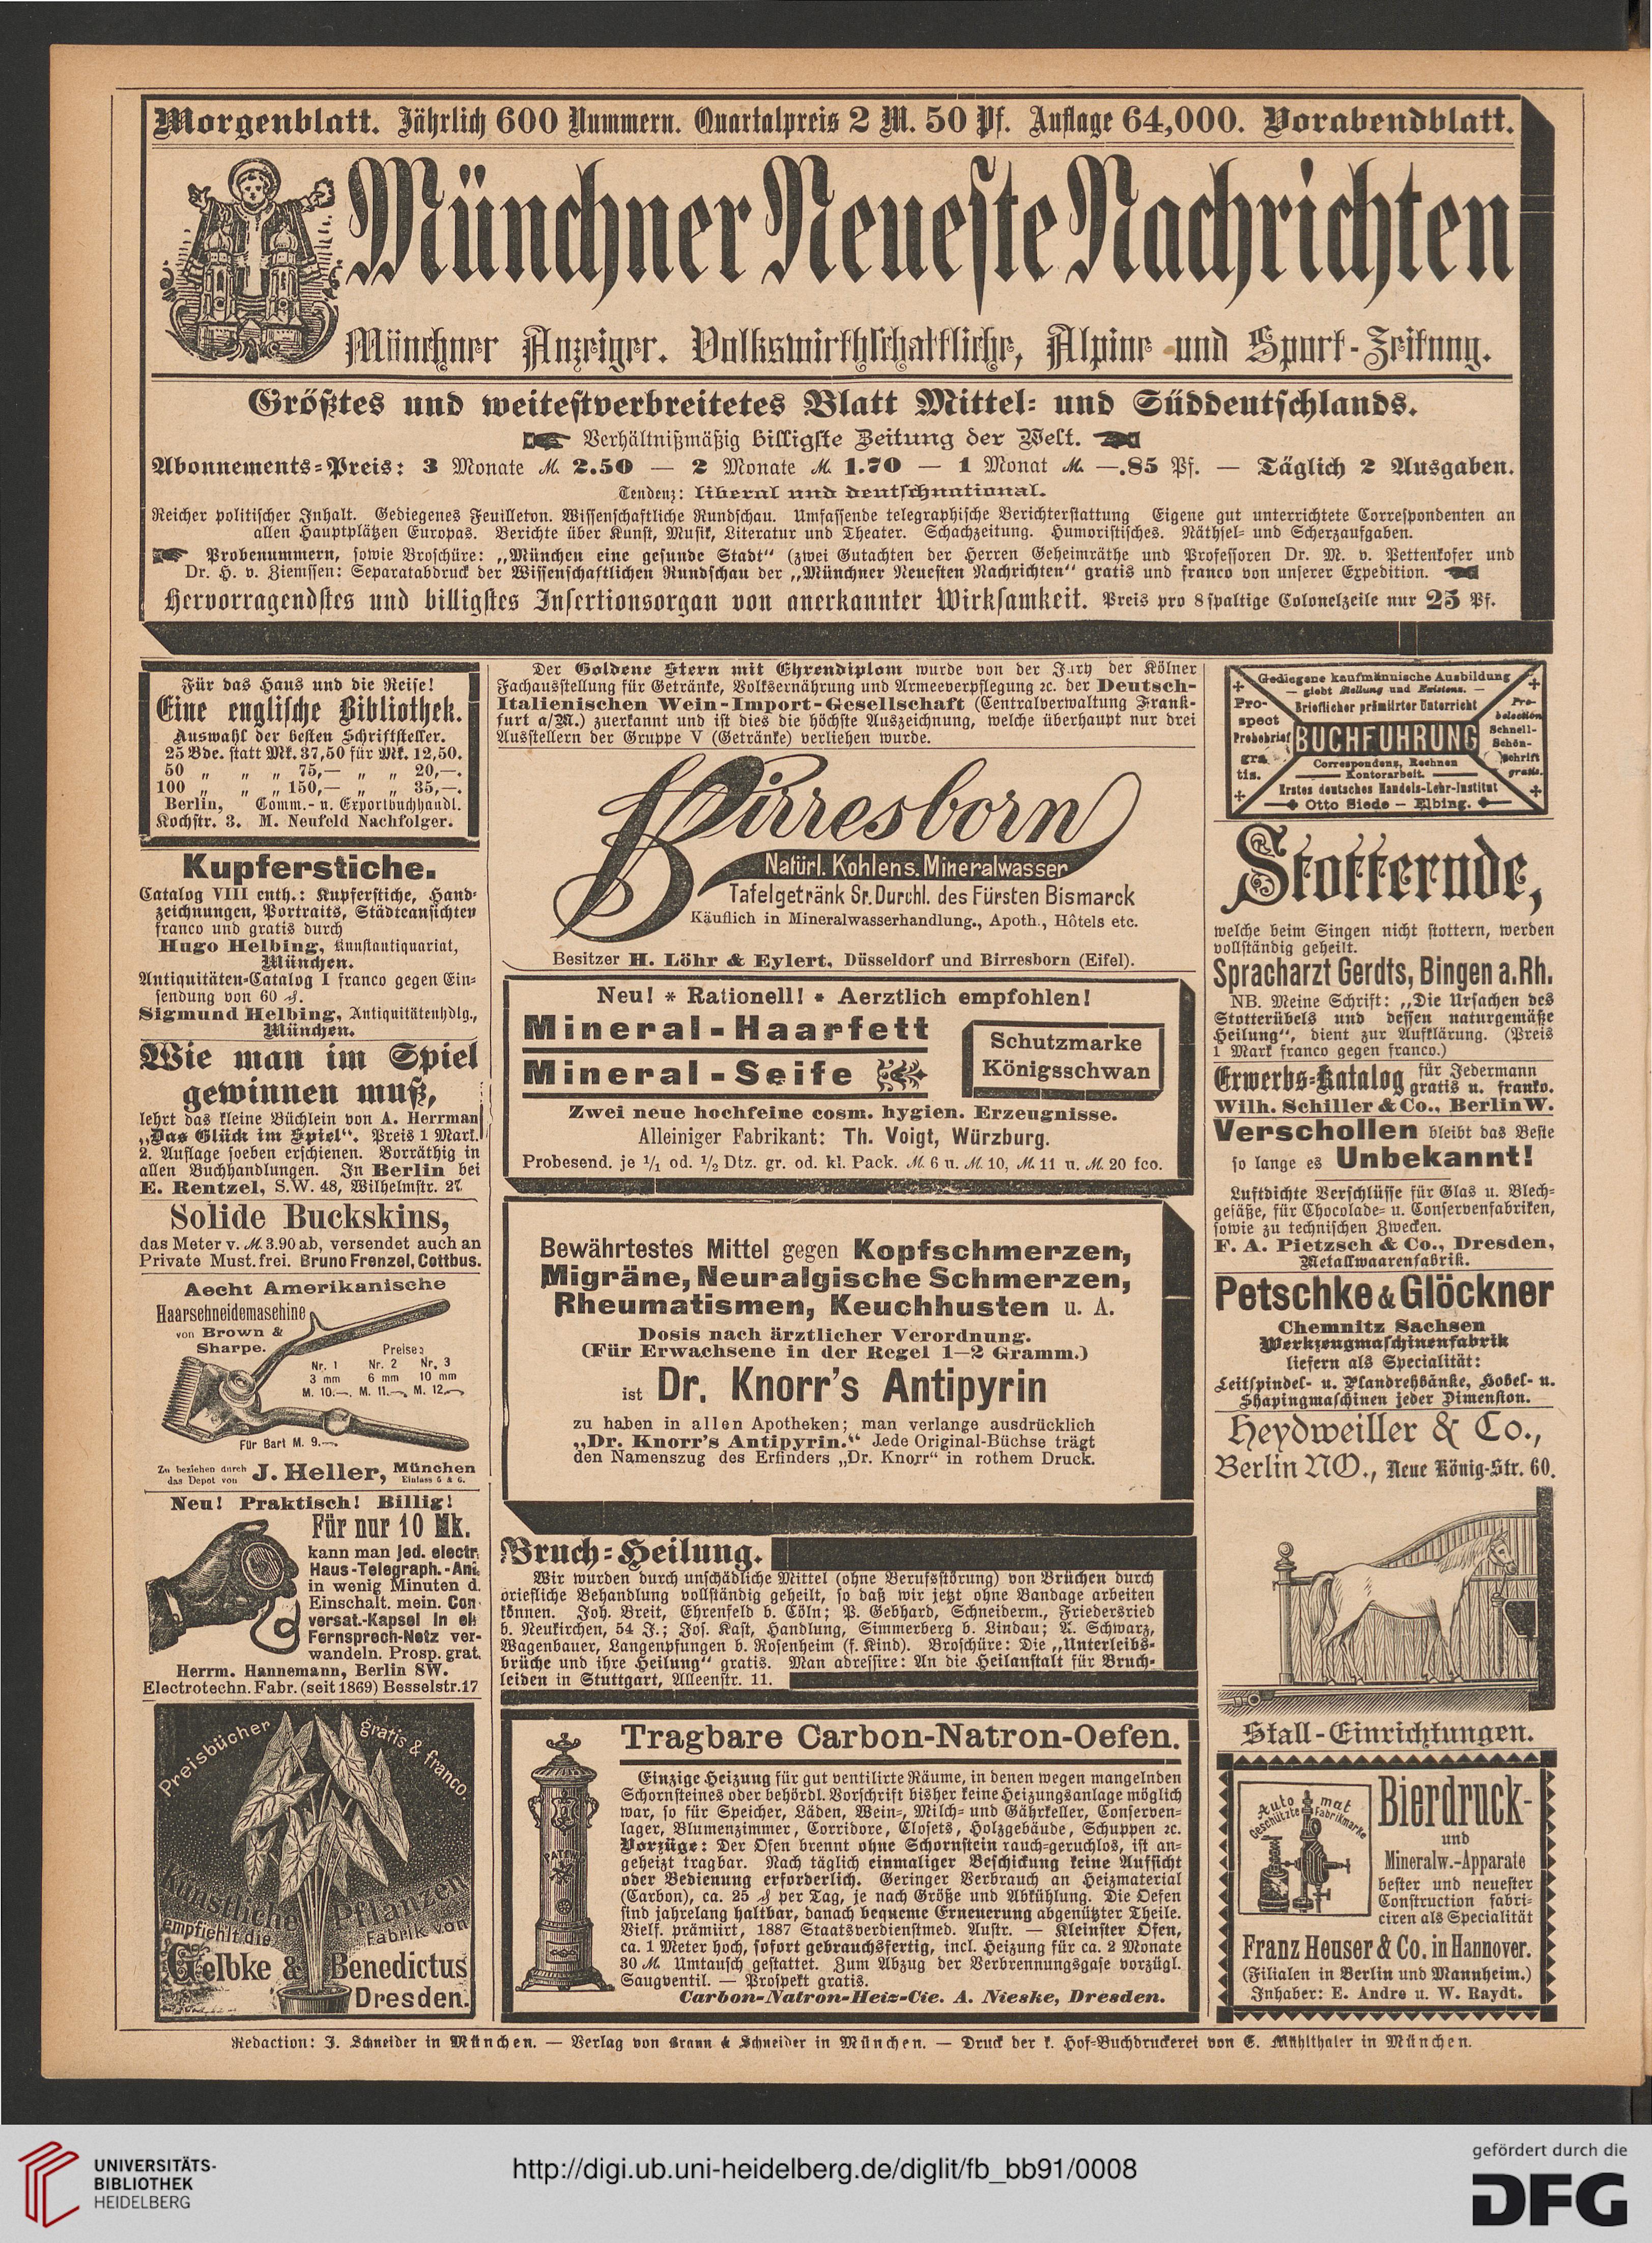 Morgenblatt. Jährlich 600 Nummern. Quartalpreis 2 M. 50 Pf. Auflage 64,000. Vorabendblatt.
Münchner Neueste Nachrichten
Münchner Anzeiger. Volkswirthschaftliche, Alpine und Sport-Zeitung.
Größtes und weitestverbreitetes Blatt Mittel- und Süddeutschlands.
Verhältnißmäßig billigste Zeitung der Welt.
Abonnements-Preis: 3 Monate M. 2.50 — 2 Monate M. 1.70 — 1 Monat M. —.85 Pf. — Täglich 2 Ausgaben.
Tendenz: liberal und deutschnational.
Reicher politischer Inhalt. Gediegenes Feuilleton. Wissenschaftliche Rundschau. Umfassende telegraphische Berichterstattung Eigene gut unterrichtete Correspondenten an
allen Hauptplätzen Europas. Berichte über Kunst, Musik, Literatur und Theater. Schachzeitung. Humoristisches. Räthsel- und Scherzaufgaben.
Probenummern, sowie Broschüre: „München eine gesunde Stadt“ (zwei Gutachten der Herren Geheimräthe und Professoren Dr. M. v. Pettenkofer und
Dr. H. v. Ziemssen: Separatabdruck der Wissenschaftlichen Rundschau der „Münchner Neuesten Nachrichten“ gratis und franco von unserer Expedition.
Hervorragendstes und billigstes Insertionsorgan von anerkannter Wirksamkeit. Preis pro 8spaltige Colonelzeile nur 25 Pf.
Für das Haus und die Reise!
Eine englische Bibliothek.
Auswahl der besten Schriftsteller.
25 Bde. statt Mk. 37,50 für Mk. 12,50.
50 „ „ „ 75,— „ „ 20,—.
100 „ „ „ 150,— „ „ 35,—.
Berlin, Comm.- u. Exportbuchhandl.
Kochstr. 3. M. Neufeld Nachfolger.
Kupferstiche.
Catalog VIII enth.: Kupferstiche, Hand-
zeichnungen, Portraits, Städteansichten
franco und gratis durch
Hugo Helbing, Kunstantiquariat,
München.
Antiquitäten-Catalog I franco gegen Ein-
sendung von 60 ₰.
Sigmund Helbing, Antiquitätenhdlg.,
München.
Wie man im Spiel
gewinnen muß,
lehrt das kleine Büchlein von A. Herrman
„Das Glück im Spiel“. Preis 1 Mark.
2. Auflage soeben erschienen. Vorräthig in
allen Buchhandlungen. In Berlin bei
E. Rentzel, S.W. 48, Wilhelmstr. 27
Solide Buckskins,
das Meter v. M. 3.90 ab, versendet auch an
Private Must. frei. Bruno Frenzel, Cottbus.
Aecht Amerikanische
Haarschneidemaschine
von Brown &
Sharpe.
Preise:
Nr. 1 Nr. 2 Nr. 3
3 mm 6 mm 10 mm
M. 10.—. M. 11.—, M. 12.—
Für Bart M. 9.—.
Zu beziehen durch
das Depot von J. Heller, München
Einlass 5 & 6.
Neu! Praktisch! Billig!
Für nur 10 Mk.
kann man jed. electr.
Haus-Telegraph.-Anl.
in wenig Minuten d.
Einschalt. mein. Con-
versat.-Kapsel in ein
Fernsprech-Netz ver-
wandeln. Prosp. grat.
Herrm. Hannemann, Berlin SW.
Electrotechn. Fabr. (seit 1869) Besselstr. 17
Preisbücher gratis & franco.
Künstliche Pflanzen
empfiehlt die Fabrik von
Gelbke & Benedictus
Dresden.
Der Goldene Stern mit Ehrendiplom wurde von der Jury der Kölner
Fachausstellung für Getränke, Volksernährung und Armeeverpflegung ꝛc. der Deutsch-
Italienischen Wein-Import-Gesellschaft (Centralverwaltung Frank-
furt a/M.) zuerkannt und ist dies die höchste Auszeichnung, welche überhaupt nur drei
Ausstellern der Gruppe V (Getränke) verliehen wurde.
Birresborn
Natürl. Kohlens. Mineralwasser
Tafelgetränk Sr. Durchl. des Fürsten Bismarck
Käuflich in Mineralwasserhandlung., Apoth., Hôtels etc.
Besitzer H. Löhr & Eylert, Düsseldorf und Birresborn (Eifel).
Neu! * Rationell! * Aerztlich empfohlen!
Mineral-Haarfett
Mineral-Seife
Schutzmarke
Königsschwan
Zwei neue hochfeine cosm. hygien. Erzeugnisse.
Alleiniger Fabrikant: Th. Voigt, Würzburg.
Probesend. je 1/1 od. 1/2 Dtz. gr. od. kl. Pack. M. 6 u. M. 10, M. 11 u. M. 20 fco.
Bewährtestes Mittel gegen Kopfschmerzen,
Migräne, Neuralgische Schmerzen,
Rheumatismen, Keuchhusten u. A.
Dosis nach ärztlicher Verordnung.
(Für Erwachsene in der Regel 1—2 Gramm.)
ist Dr. Knorr's Antipyrin
zu haben in allen Apotheken; man verlange ausdrücklich
„Dr. Knorr's Antipyrin.“ Jede Original-Büchse trägt
den Namenszug des Erfinders „Dr. Knorr“ in rothem Druck.
Bruch-Heilung.
Wir wurden durch unschädliche Mittel (ohne Berufsstörung) von Brüchen durch
briefliche Behandlung vollständig geheilt, so daß wir jetzt ohne Bandage arbeiten
können. Joh. Breit, Ehrenfeld b. Cöln; P. Gebhard, Schneiderm., Friedersried
b. Neukirchen, 54 J.; Jos. Kast, Handlung, Simmerberg b. Lindau; A. Schwarz,
Wagenbauer, Langenpfungen b. Rosenheim (f. Kind). Broschüre: Die „Unterleibs-
brüche und ihre Heilung“ gratis. Man adressire: An die Heilanstalt für Bruch-
leiden in Stuttgart, Alleenstr. 11.
Tragbare Carbon-Natron-Oefen.
PATENT
Einzige Heizung für gut ventilirte Räume, in denen wegen mangelnden
Schornsteines oder behördl. Vorschrift bisher keine Heizungsanlage möglich
war, so für Speicher, Läden, Wein-, Milch- und Gährkeller, Conserven-
lager, Blumenzimmer, Corridore, Closets, Holzgebäude, Schuppen ꝛc.
Vorzüge: Der Ofen brennt ohne Schornstein rauch-geruchlos, ist an-
geheizt tragbar. Nach täglich einmaliger Beschickung keine Aufsicht
oder Bedienung erforderlich. Geringer Verbrauch an Heizmaterial
(Carbon), ca. 25 ₰ per Tag, je nach Größe und Abkühlung. Die Oefen
sind jahrelang haltbar, danach bequeme Erneuerung abgenützter Theile.
Vielf. prämiirt, 1887 Staatsverdienstmed. Austr. — Kleinster Ofen,
ca. 1 Meter hoch, sofort gebrauchsfertig, incl. Heizung für ca. 2 Monate
30 M. Umtausch gestattet. Zum Abzug der Verbrennungsgase vorzügl.
Saugventil. — Prospekt gratis.
Carbon-Natron-Heiz-Cie. A. Nieske, Dresden.
Gediegene kaufmännische Ausbildung
— giebt Stellung und Existenz. —
Brieflicher prämiirter Unterricht
Pro-
spect
Probebrief
gra
tis.
BUCHFÜHRUNG
Schnell-
Schön-
schrift
gratis.
Correspondenz, Rechnen
Kontorarbeit.
Erstes deutsches Handels-Lehr-Institut
Otto Siede — Elbing.
Stotternde,
welche beim Singen nicht stottern, werden
vollständig geheilt.
Spracharzt Gerdts, Bingen a. Rh.
NB. Meine Schrift: „Die Ursachen des
Stotterübels und dessen naturgemäße
Heilung“, dient zur Aufklärung. (Preis
1 Mark franco gegen franco.)
Erwerbs-Katalog für Jedermann
gratis u. franko.
Wilh. Schiller & Co., Berlin W.
Verschollen bleibt das Beste
so lange es Unbekannt!
Luftdichte Verschlüsse für Glas u. Blech-
gefäße, für Chocolade- u. Conservenfabriken,
sowie zu technischen Zwecken.
F. A. Pietzsch & Co., Dresden,
Metallwaarenfabrik.
Petschke & Glöckner
Chemnitz Sachsen
Werkzeugmaschinenfabrik
liefern als Specialität:
Leitspindel- u. Plandrehbänke, Hobel- u.
Shapingmaschinen jeder Dimension.
Heydweiller & Co.,
Berlin NO., Neue König-Str. 60.
Stall-Einrichtungen.
Automat
Geschützte Fabrikmarke
Bierdruck-
und
Mineralw.-Apparate
bester und neuester
Construction fabri-
ciren als Specialität
Franz Heuser & Co. in Hannover.
(Filialen in Berlin und Mannheim.)
Inhaber: E. Andre u. W. Raydt.
Redaction: J. Schneider in München. — Verlag von Braun & Schneider in München. — Druck der k. Hof-Buchdruckerei von E. Mühlthaler in München.
UNIVERSITÄTS-
BIBLIOTHEK
HEIDELBERG
http://digi.ub.uni-heidelberg.de/diglit/fb_bb91/0008
gefördert durch die
DFG